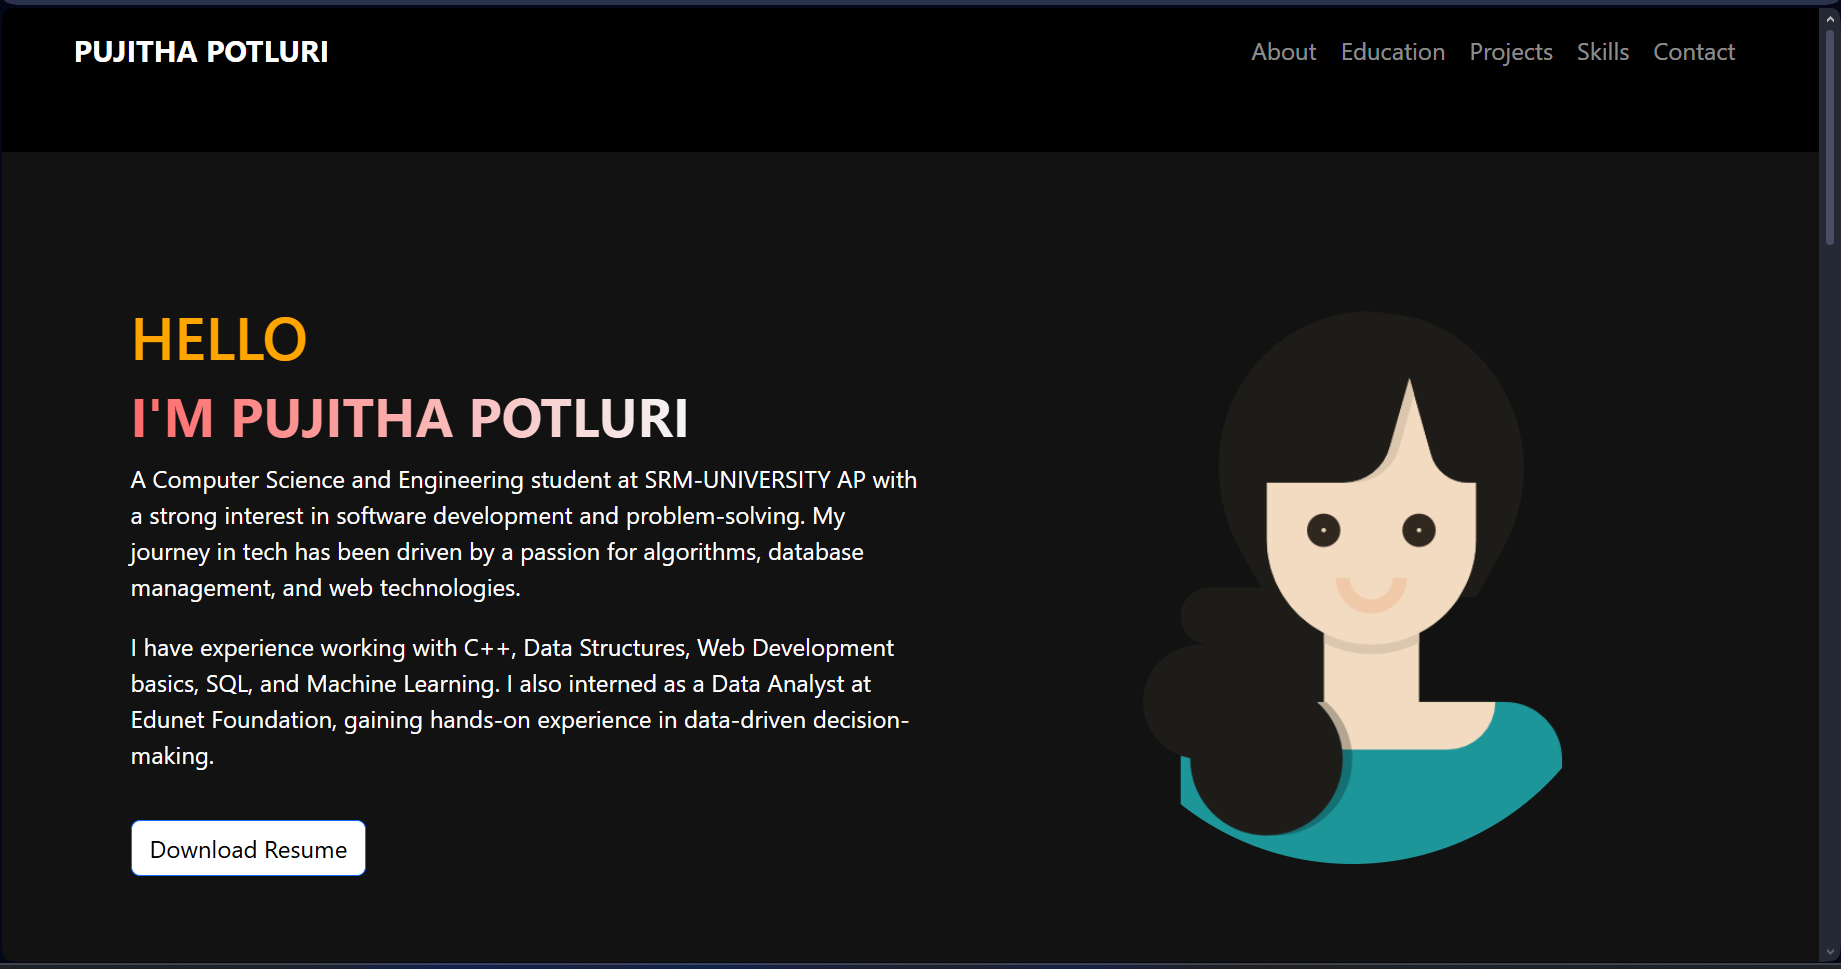 PUJITHA POTLURI
About Education Projects Skills Contact
HELLO
I'M PUJITHA POTLURI
A Computer Science and Engineering student at SRM-UNIVERSITY AP with
a strong interest in software development and problem-solving. My
journey in tech has been driven by a passion for algorithms, database
management, and web technologies.
I have experience working with C++, Data Structures, Web Development
basics, SQL, and Machine Learning. I also interned as a Data Analyst at
Edunet Foundation, gaining hands-on experience in data-driven decision-
making.
Download Resume